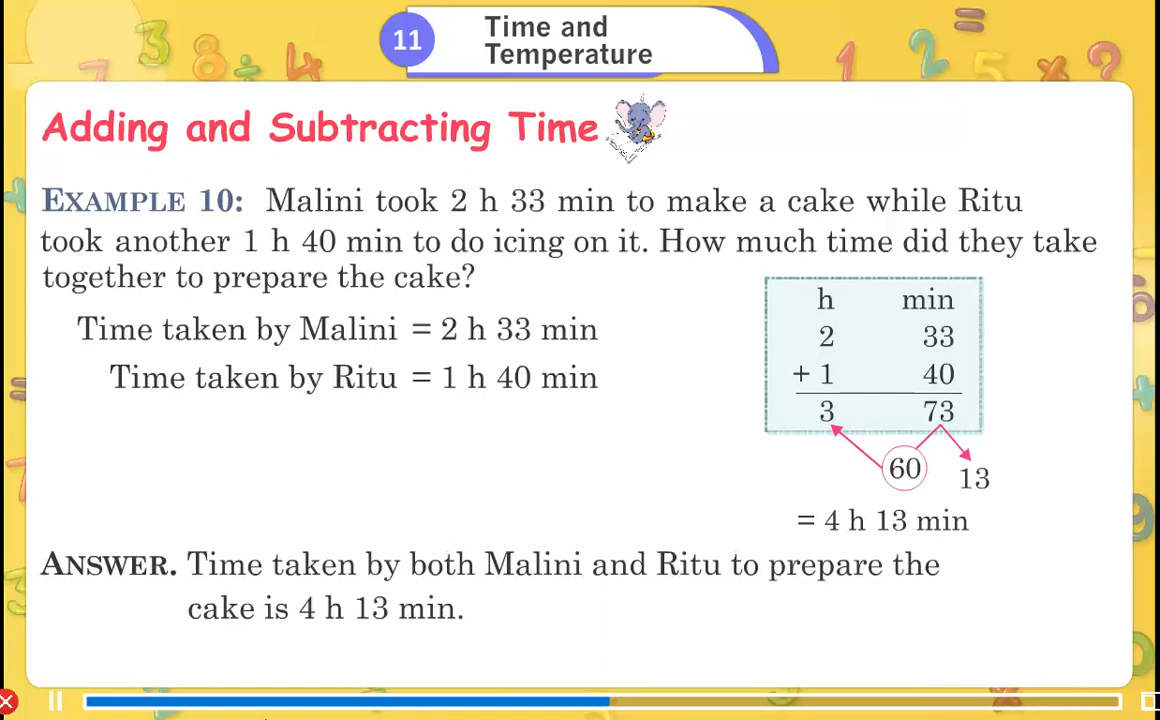 11
Time and
Temperature
Adding and Subtracting Time
EXAMPLE 10: Malini took 2 h 33 min to make a cake while Ritu
took another 1 h 40 min to do icing on it. How much time did they take
together to prepare the cake?
h min
2 33
+ 1 40
3 73
60 13
= 4 h 13 min
Time taken by Malini = 2 h 33 min
Time taken by Ritu = 1 h 40 min
ANSWER. Time taken by both Malini and Ritu to prepare the
cake is 4 h 13 min.